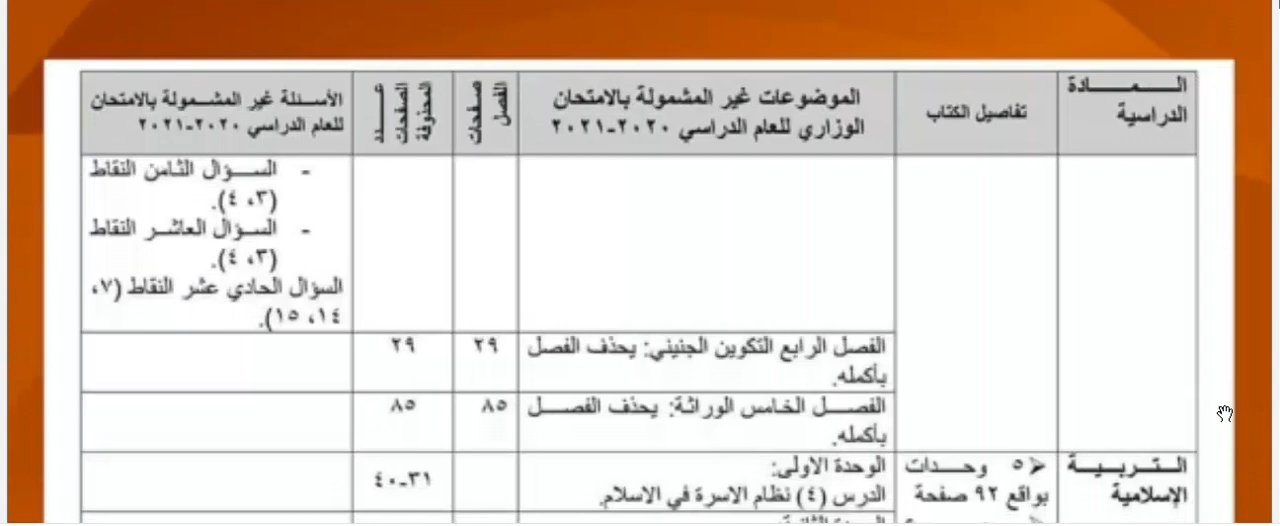 المـــــادة
الدراسية
تفاصيل الكتاب
الموضوعات غير المشمولة بالامتحان
الوزاري للعام الدراسي ٢٠٢٠-٢٠٢١
صفحات
الفصل
عـــدد
الصفحات
المحذوفة
الأسئلة غير المشمولة بالامتحان
للعام الدراسي ٢٠٢٠-٢٠٢١
- السؤال الثامن النقاط
(٣، ٤).
- السؤال العاشر النقاط
(٣، ٤).
السؤال الحادي عشر النقاط (٧،
١٤، ١٥).
الفصل الرابع التكوين الجنيني: يحذف الفصل
بأكمله.
٢٩
٢٩
الفصل الخامس الوراثة: يحذف الفصل
بأكمله.
٨٥
٨٥
التربية
الإسلامية
٥ وحدات
بواقع ٩٢ صفحة
الوحدة الاولى:
الدرس (٤) نظام الاسرة في الاسلام.
٣١-٤٠